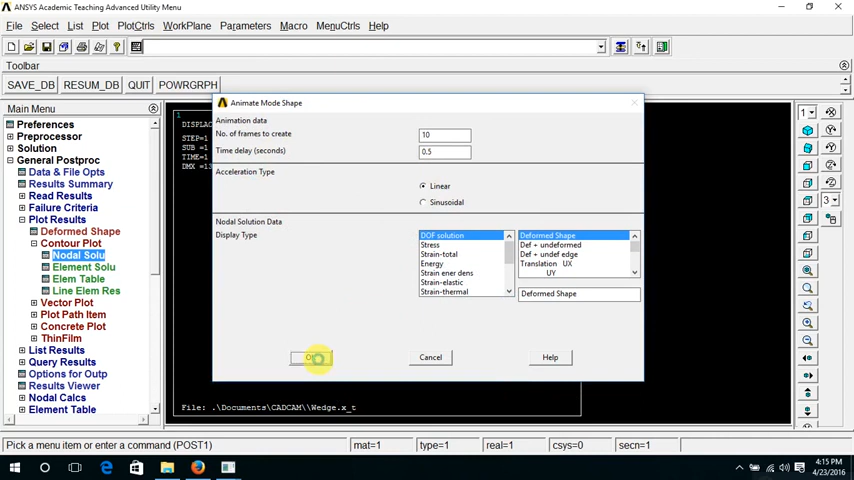 ANSYS Academic Teaching Advanced Utility Menu
File Select List Plot PlotCtrls WorkPlane Parameters Macro MenuCtrls Help
Toolbar
SAVE_DB RESUM_DB QUIT POWRGRPH
Main Menu
Preferences
Preprocessor
Solution
General Postproc
Data & File Opts
Results Summary
Read Results
Failure Criteria
Plot Results
Deformed Shape
Contour Plot
Nodal Solu
Element Solu
Elem Table
Line Elem Res
Vector Plot
Plot Path Item
Concrete Plot
ThinFilm
List Results
Query Results
Options for Outp
Results Viewer
Nodal Calcs
Element Table
1
DISPLAC
STEP=1
SUB =1
TIME=1
DMX =13
Animate Mode Shape
Animation data
No. of frames to create 10
Time delay (seconds) 0.5
Acceleration Type
Linear
Sinusoidal
Nodal Solution Data
Display Type
DOF solution
Stress
Strain-total
Energy
Strain ener dens
Strain-elastic
Strain-thermal
Deformed Shape
Def + undeformed
Def + undef edge
Translation UX
UY
Deformed Shape
Cancel
Help
File: .\Documents\CADCAM\\Wedge.x_t
1
3
Pick a menu item or enter a command (POST1) mat=1 type=1 real=1 csys=0 secn=1
4:15 PM
4/23/2016